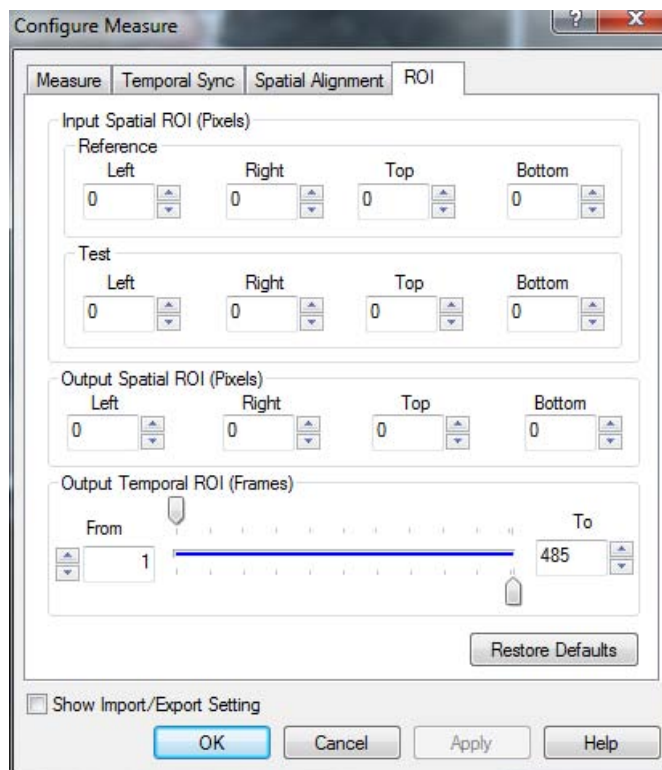 Configure Measure ? x
Measure Temporal Sync Spatial Alignment ROI
Input Spatial ROI (Pixels)
Reference
Left Right Top Bottom
0 0 0 0
Test
Left Right Top Bottom
0 0 0 0
Output Spatial ROI (Pixels)
Left Right Top Bottom
0 0 0 0
Output Temporal ROI (Frames)
From To
1 485
Restore Defaults
Show Import/Export Setting
OK Cancel Apply Help